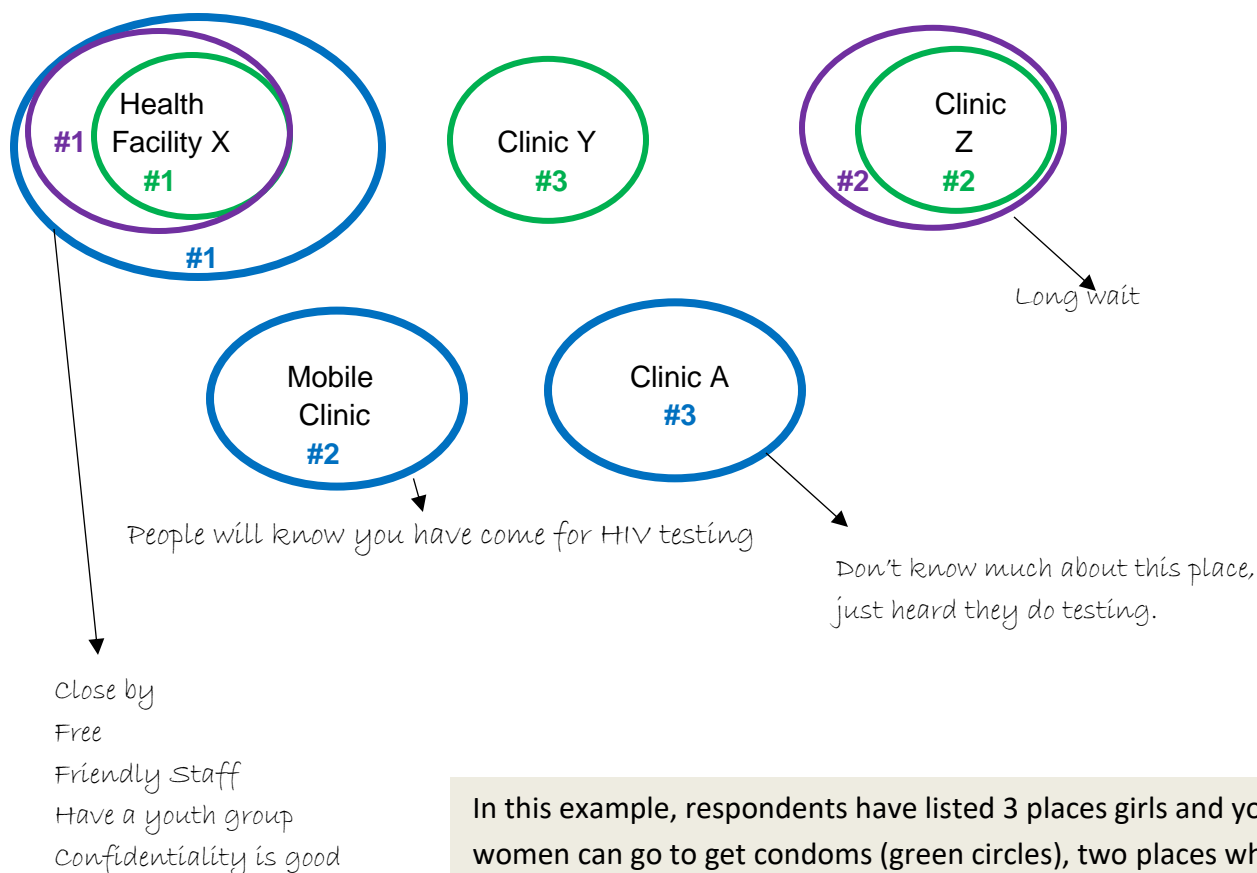 Health
Facility X
#1
#1
#1
Clinic Y
#3
Clinic
Z
#2
#2
Long wait
Mobile
Clinic
#2
Clinic A
#3
People will know you have come for HIV testing
Don't know much about this place,
just heard they do testing.
Close by
Free
Friendly Staff
Have a youth group
Confidentiality is good
In this example, respondents have listed 3 places girls and yo
women can go to get condoms (green circles), two places wh